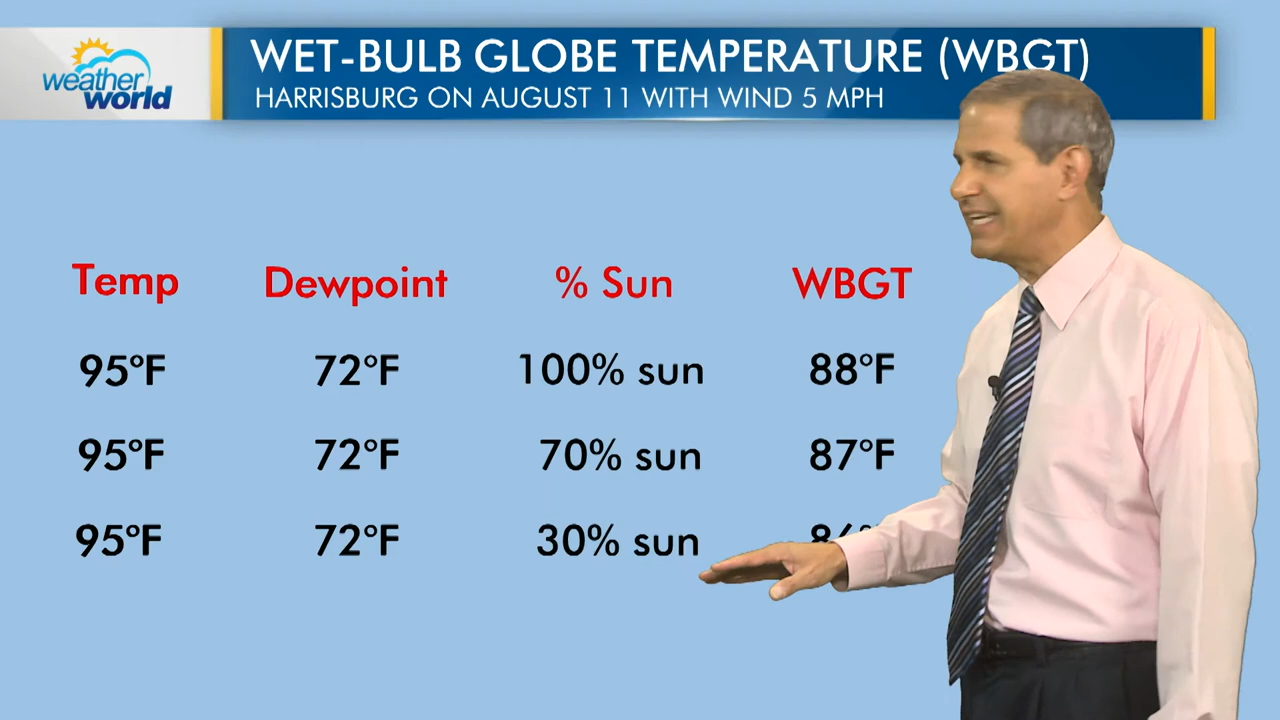 weather
world
WET-BULB GLOBE TEMPERATURE (WBGT)
HARRISBURG ON AUGUST 11 WITH WIND 5 MPH
Temp Dewpoint % Sun WBGT
95°F 72°F 100% sun 88°F
95°F 72°F 70% sun 87°F
95°F 72°F 30% sun